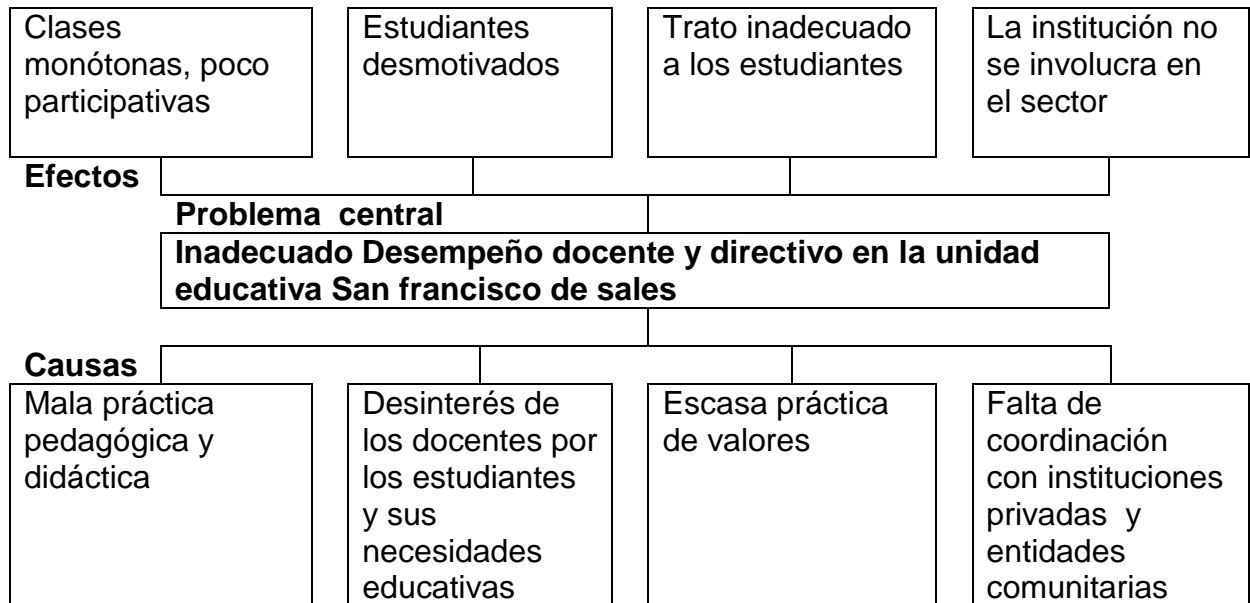 Clases
monótonas, poco
participativas
Estudiantes
desmotivados
Trato inadecuado
a los estudiantes
La institución no
se involucra en
el sector
Efectos
Problema  central
Inadecuado Desempeño docente y directivo en la unidad
educativa San francisco de sales
Causas
Mala práctica
pedagógica y
didáctica
Desinterés de
los docentes por
los estudiantes
y sus
necesidades
educativas
Escasa práctica
de valores
Falta de
coordinación
con instituciones
privadas  y
entidades
comunitarias